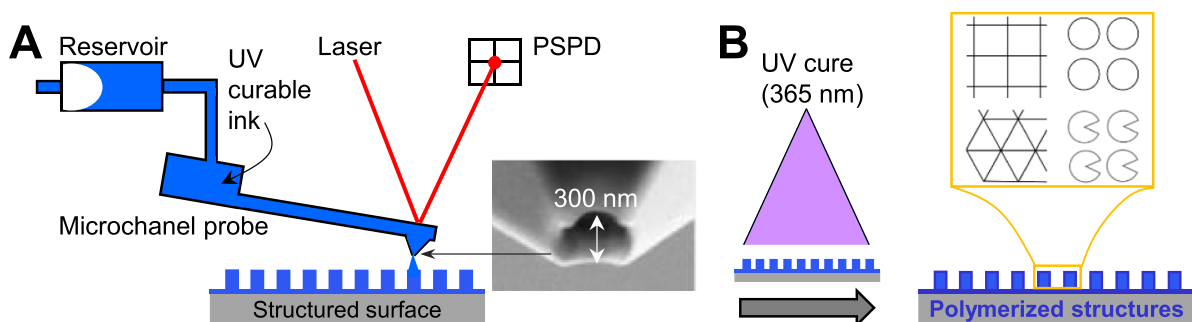 A
Reservoir
UV
curable
ink
Laser
PSPD
Microchanel probe
300 nm
Structured surface
B
UV cure
(365 nm)
Polymerized structures